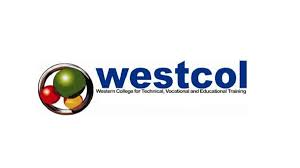 westcol
Western College for Technical, Vocational and Educational Training